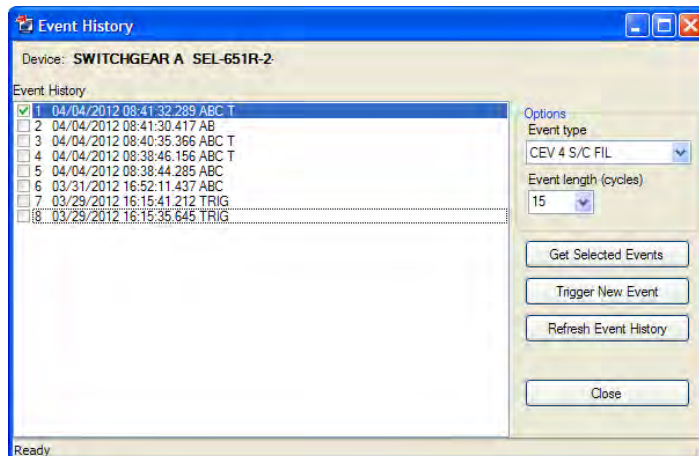 Event History
Device: SWITCHGEAR A SEL-651R-2
Event History
1 04/04/2012 08:41:32.289 ABC T
2 04/04/2012 08:41:30.417 AB
3 04/04/2012 08:40:35.366 ABC T
4 04/04/2012 08:38:46.156 ABC T
5 04/04/2012 08:38:44.285 ABC
6 03/31/2012 16:52:11.437 ABC
7 03/29/2012 16:15:41.212 TRIG
8 03/29/2012 16:15:35.645 TRIG
Options
Event type
CEV 4 S/C FIL
Event length (cycles)
15
Get Selected Events
Trigger New Event
Refresh Event History
Close
Ready